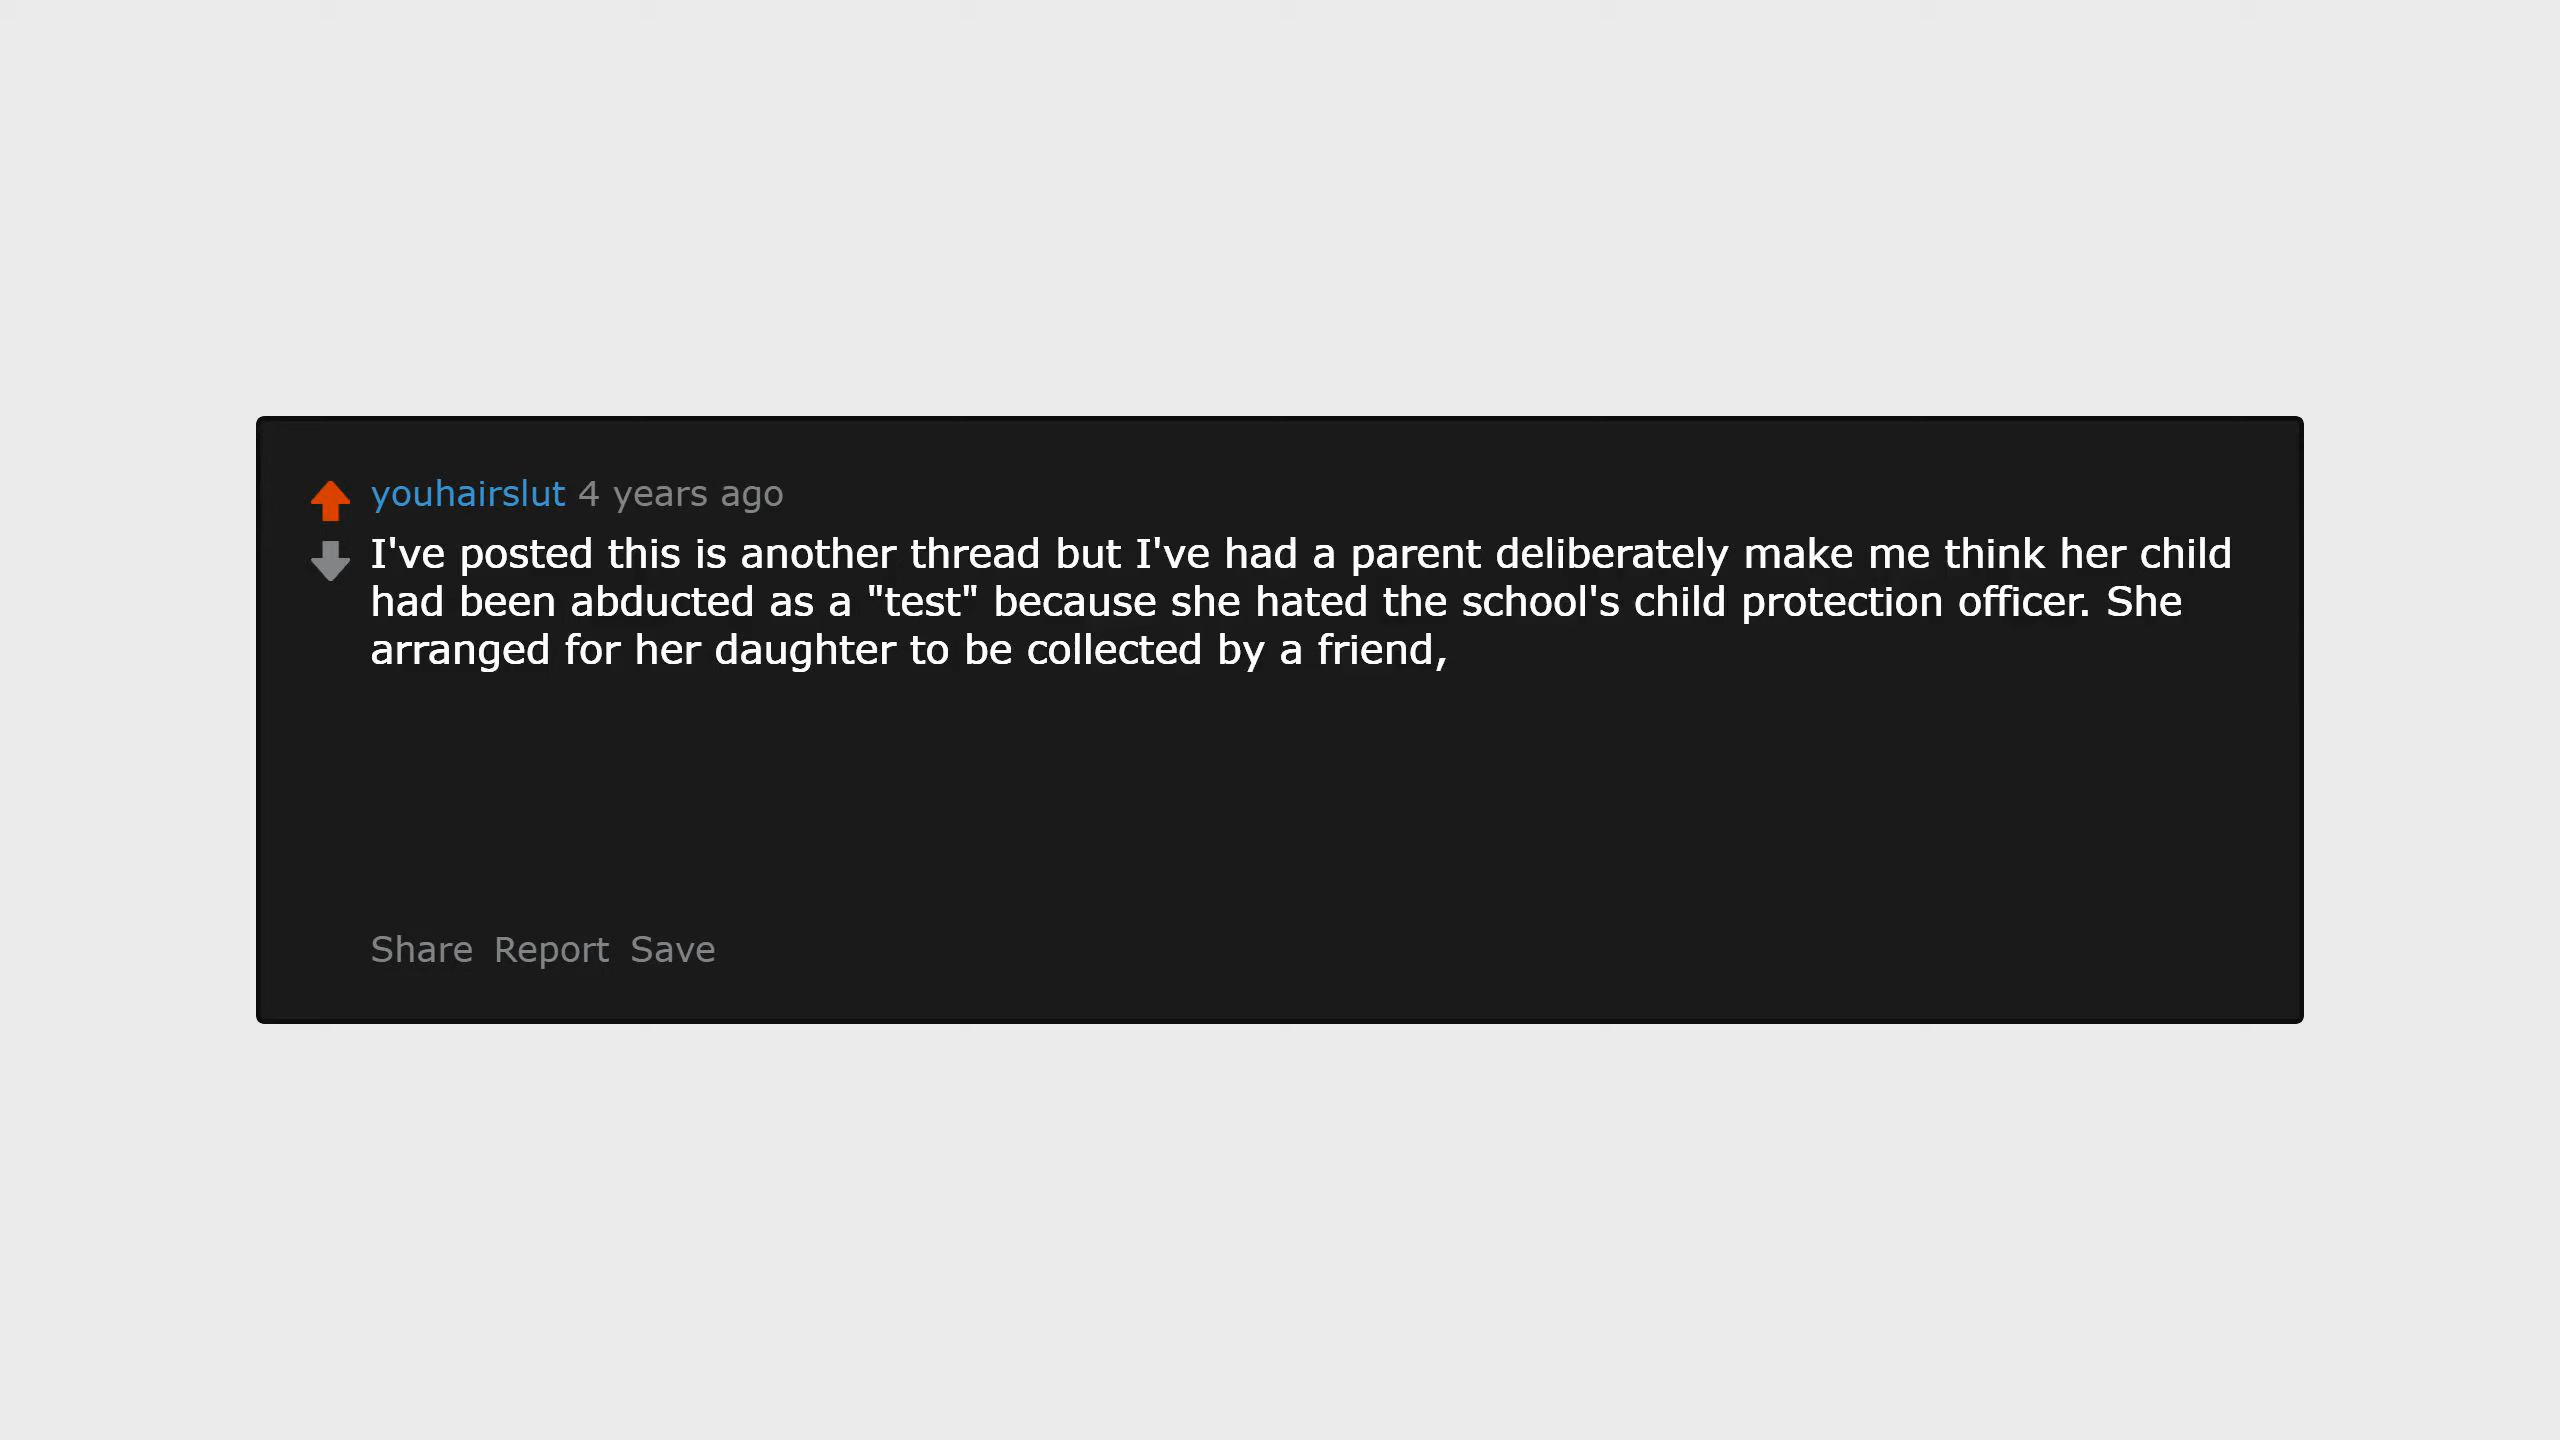 youhairslut 4 years ago
I've posted this is another thread but I've had a parent deliberately make me think her child
had been abducted as a "test" because she hated the school's child protection officer. She
arranged for her daughter to be collected by a friend,
Share Report Save